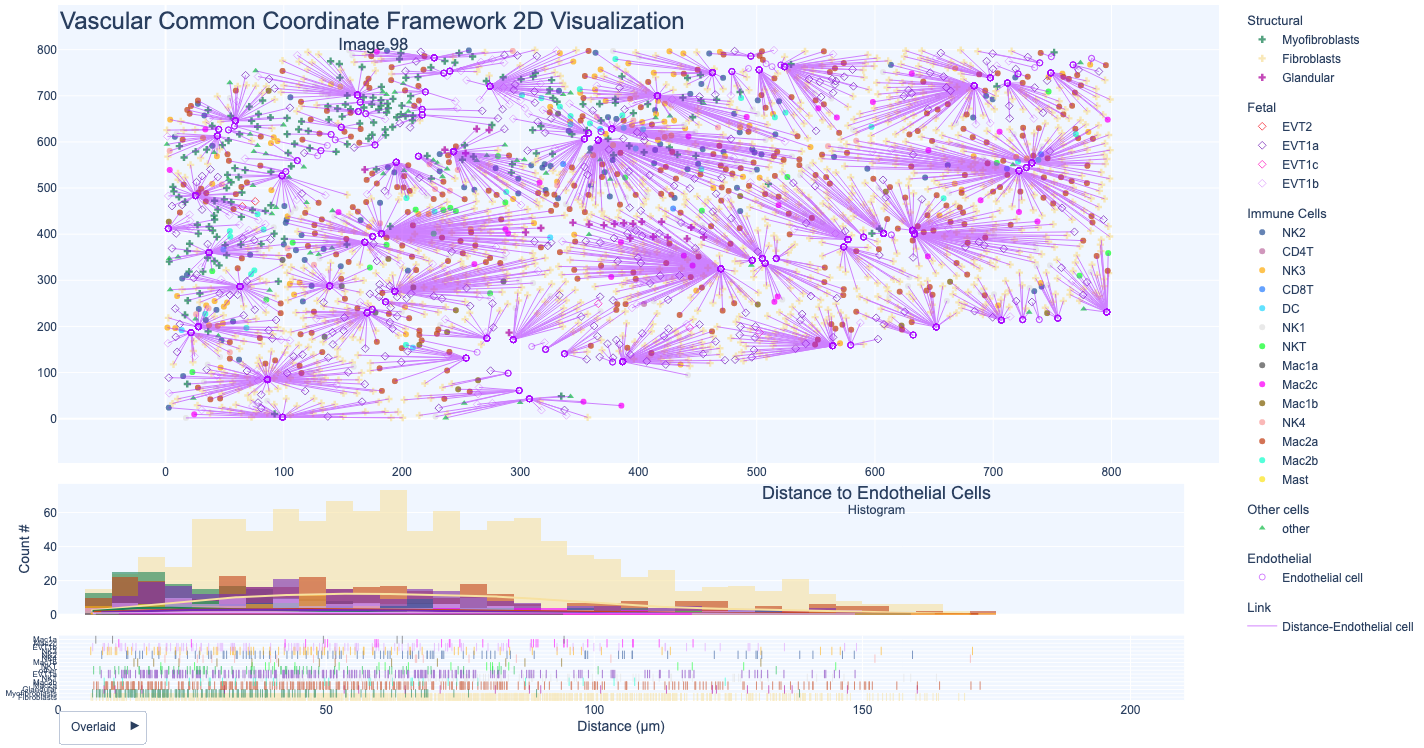 Vascular Common Coordinate Framework 2D Visualization
Image 98
800
700
600
500
400
300
200
100
0
0 100 200 300 400 500 600 700 800
Structural
Myofibroblasts
Fibroblasts
Glandular
Fetal
EVT2
EVT1a
EVT1c
EVT1b
Immune Cells
NK2
CD4T
NK3
CD8T
DC
NK1
NKT
Mac1a
Mac2c
Mac1b
NK4
Mac2a
Mac2b
Mast
Other cells
other
Endothelial
Endothelial cell
Link
Distance-Endothelial cell
Distance to Endothelial Cells
Histogram
Count #
60
40
20
0
Mac1a
Myofibroblasts
Fibroblasts
0 50 100 150 200
Distance (μm)
Overlaid ►